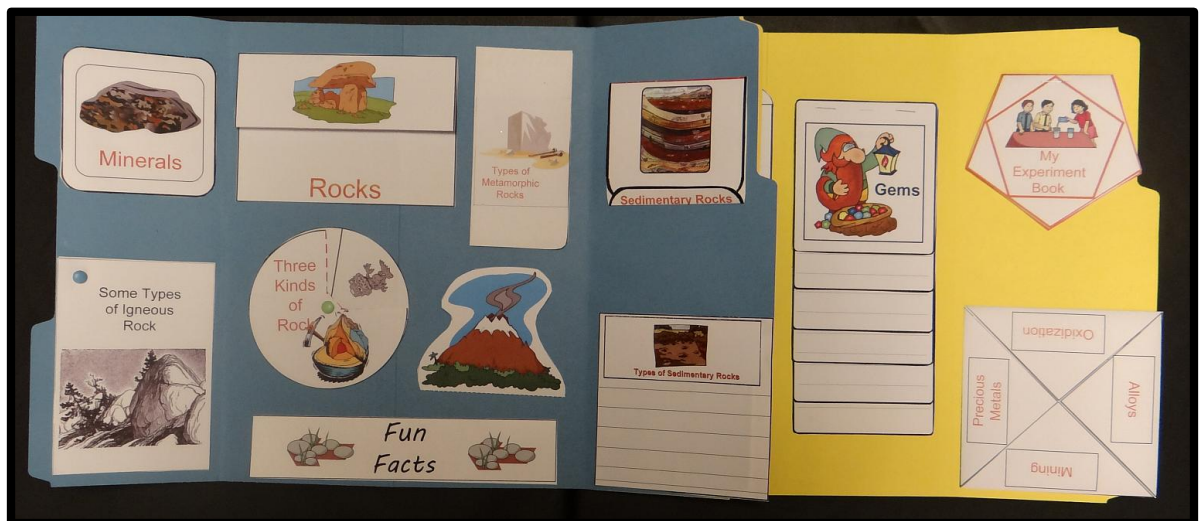 Minerals
Rocks
Types of
Metamorphic
Rocks
Sedimentary Rocks
Gems
My
Experiment
Book
Some Types
of Igneous
Rock
Three
Kinds
of
Rock
Fun
Facts
Types of Sedimentary Rocks
Oxidization
Precious
Metals
Alloys
Mining